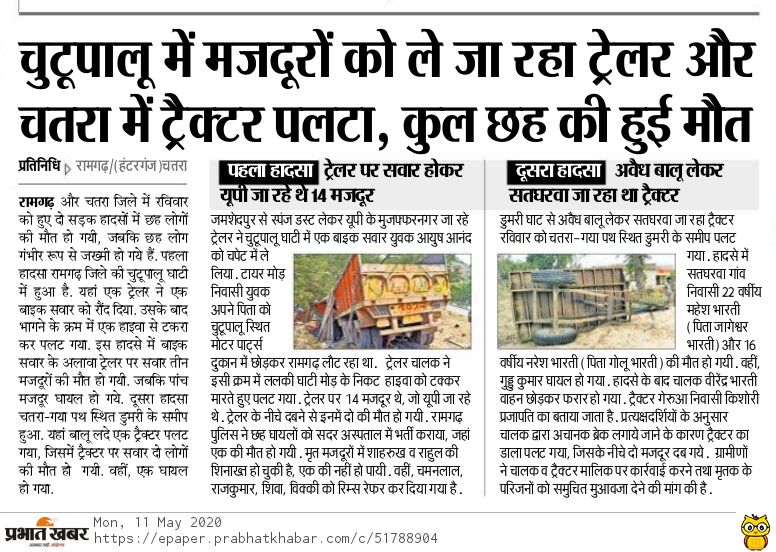 चुटूपालू में मजदूरों को ले जा रहा ट्रेलर और
चतरा में ट्रैक्टर पलटा, कुल छह की हुई मौत
प्रतिनिधि रामगढ़/(हंटरगंज)चतरा
रामगढ़ और चतरा जिले में रविवार
को हुए दो सड़क हादसों में छह लोगों
की मौत हो गयी, जबकि छह लोग
गंभीर रूप से जख्मी हो गये हैं. पहला
हादसा रामगढ़ जिले की चुटूपालू घाटी
में हुआ है. यहां एक ट्रेलर ने एक
बाइक सवार को रौंद दिया. उसके बाद
भागने के क्रम में एक हाइवा से टकरा
कर पलट गया. इस हादसे में बाइक
सवार के अलावा ट्रेलर पर सवार तीन
मजदूरों की मौत हो गयी. जबकि पांच
मजदूर घायल हो गये. दूसरा हादसा
चतरा-गया पथ स्थित डुमरी के समीप
हुआ. यहां बालू लदे एक ट्रैक्टर पलट
गया, जिसमें ट्रैक्टर पर सवार दो लोगों
की मौत हो गयी. वहीं, एक घायल
हो गया.
पहला हादसा ट्रेलर पर सवार होकर
यूपी जा रहे थे 14 मजदूर
जमशेदपुर से स्पंज डस्ट लेकर यूपी के मुजफ्फरनगर जा रहे
ट्रेलर ने चुटूपालू घाटी में एक बाइक सवार युवक आयुष आनंद
को चपेट में ले
लिया. टायर मोड़
निवासी युवक
अपने पिता को
चुटूपालू स्थित
मोटर पार्ट्स
दुकान में छोड़कर रामगढ़ लौट रहा था. ट्रेलर चालक ने
इसी क्रम में ललकी घाटी मोड़ के निकट हाइवा को टक्कर
मारते हुए पलट गया. ट्रेलर पर 14 मजदूर थे, जो यूपी जा रहे
थे. ट्रेलर के नीचे दबने से इनमें दो की मौत हो गयी. रामगढ़
पुलिस ने छह घायलों को सदर अस्पताल में भर्ती कराया, जहां
एक की मौत हो गयी. मृत मजदूरों में शाहरुख व राहुल की
शिनाख्त हो चुकी है, एक की नहीं हो पायी. वहीं, चमनलाल,
राजकुमार, शिवा, विक्की को रिम्स रेफर कर दिया गया है.
दूसरा हादसा अवैध बालू लेकर
सतघरवा जा रहा था ट्रैक्टर
डुमरी घाट से अवैध बालू लेकर सतघरवा जा रहा ट्रैक्टर
रविवार को चतरा-गया पथ स्थित डुमरी के समीप पलट
गया. हादसे में
सतघरवा गांव
निवासी 22 वर्षीय
महेश भारती
(पिता जागेश्वर
भारती) और 16
वर्षीय नरेश भारती (पिता गोलू भारती) की मौत हो गयी. वहीं,
गुड्डू कुमार घायल हो गया. हादसे के बाद चालक वीरेंद्र भारती
वाहन छोड़कर फरार हो गया. ट्रैक्टर गेरुआ निवासी किशोरी
प्रजापति का बताया जाता है. प्रत्यक्षदर्शियों के अनुसार
चालक द्वारा अचानक ब्रेक लगाये जाने के कारण ट्रैक्टर का
डाला पलट गया, जिसके नीचे दो मजदूर दब गये. ग्रामीणों
ने चालक व ट्रैक्टर मालिक पर कार्रवाई करने तथा मृतक के
परिजनों को समुचित मुआवजा देने की मांग की है.
प्रभात खबर
Mon, 11 May 2020
https://epaper.prabhatkhabar.com/c/51788904